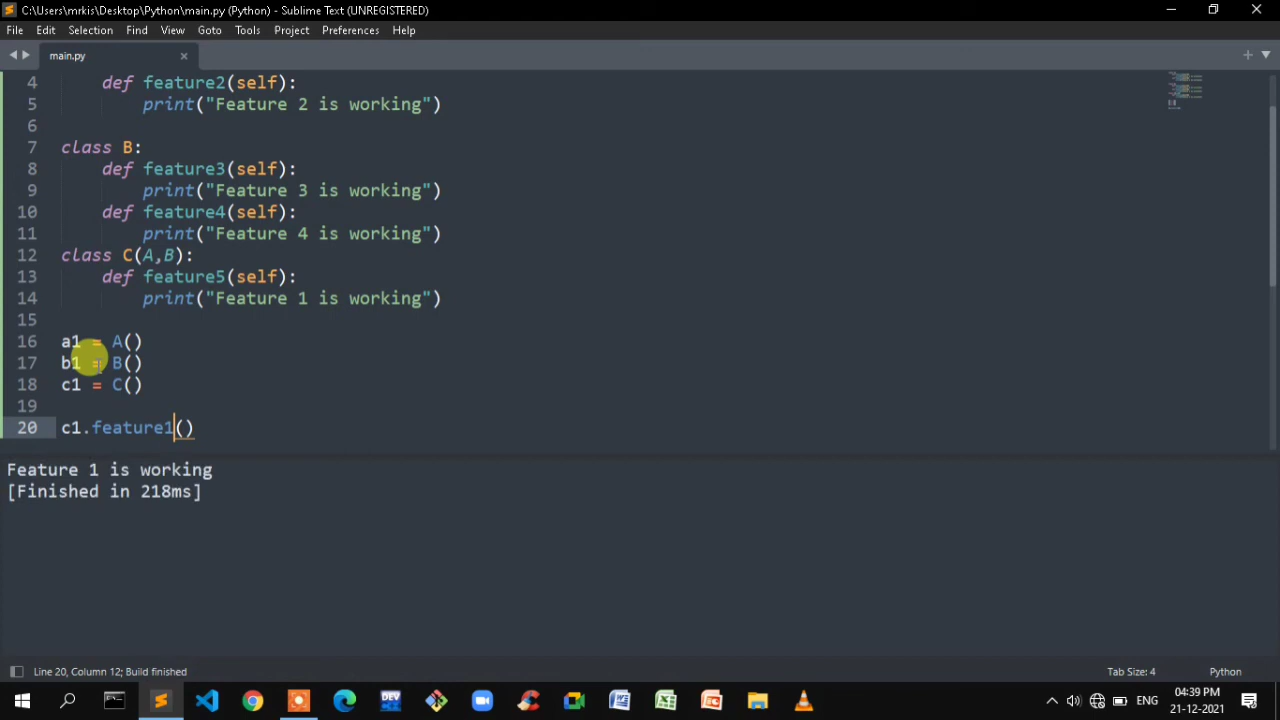 C:\Users\mrkis\Desktop\Python\main.py (Python) - Sublime Text (UNREGISTERED)
File Edit Selection Find View Goto Tools Project Preferences Help
main.py
4 def feature2(self):
5 print("Feature 2 is working")
6
7 class B:
8 def feature3(self):
9 print("Feature 3 is working")
10 def feature4(self):
11 print("Feature 4 is working")
12 class C(A,B):
13 def feature5(self):
14 print("Feature 1 is working")
15
16 a1 = A()
17 b1 = B()
18 c1 = C()
19
20 c1.feature1()
Feature 1 is working
[Finished in 218ms]
Line 20, Column 12; Build finished Tab Size: 4 Python
DEV ENG 04:39 PM
21-12-2021